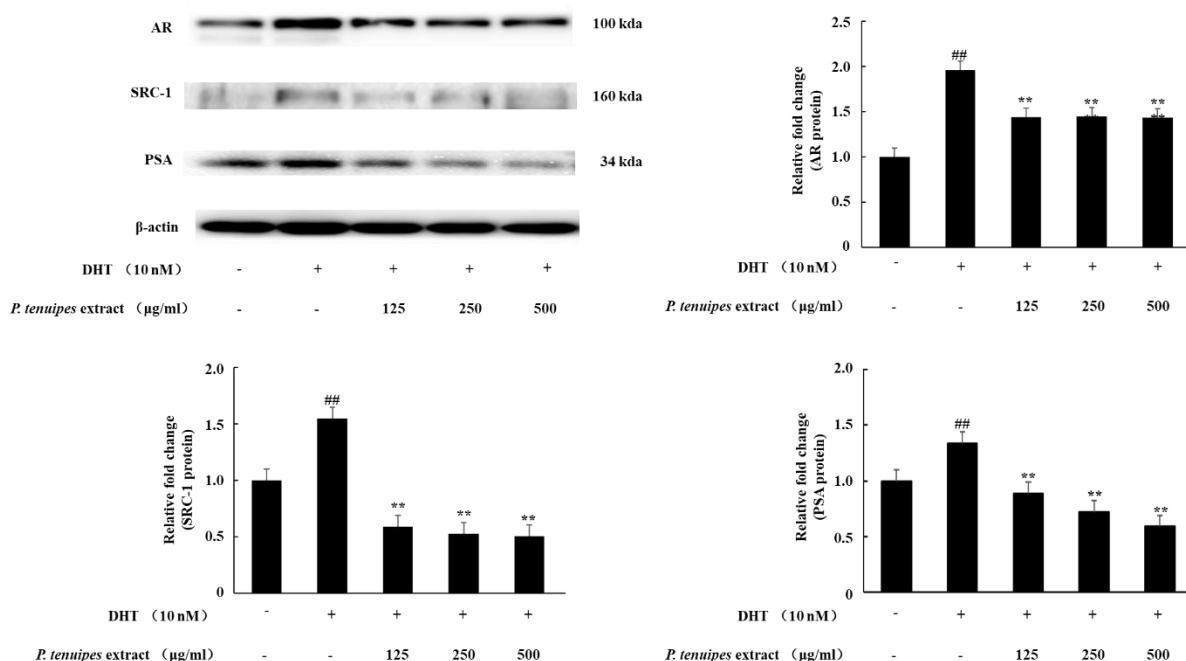 AR
100 kda
SRC-1
160 kda
PSA
34 kda
β-actin
DHT （10 nM）
- + + + +
P. tenuipes extract （μg/ml）
- - 125 250 500
Relative fold change
(AR protein)
2.5
2.0
1.5
1.0
0.5
0
##
**
**
**
**
**
DHT （10 nM）
- + + + +
P. tenuipes extract （μg/ml）
- - 125 250 500
Relative fold change
(SRC-1 protein)
2.0
1.5
1.0
0.5
0
##
**
**
**
DHT （10 nM）
- + + + +
P. tenuipes extract （μg/ml）
- - 125 250 500
Relative fold change
(PSA protein)
2.0
1.5
1.0
0.5
0
##
**
**
**
DHT （10 nM）
- + + + +
P. tenuipes extract （μg/ml）
- - 125 250 500